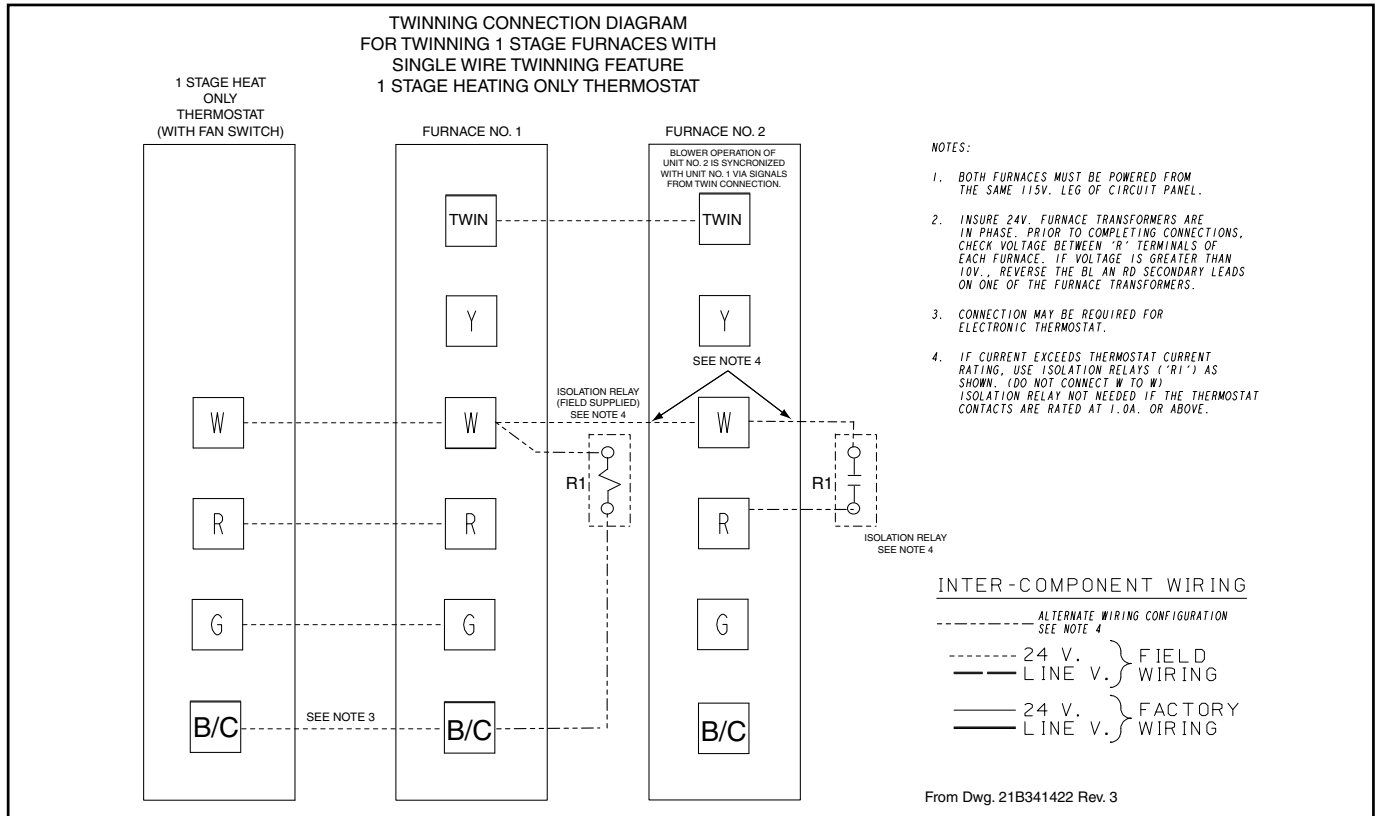 TWINNING CONNECTION DIAGRAM
FOR TWINNING 1 STAGE FURNACES WITH
SINGLE WIRE TWINNING FEATURE
1 STAGE HEATING ONLY THERMOSTAT
1 STAGE HEAT
ONLY
THERMOSTAT
(WITH FAN SWITCH)
FURNACE NO. 1
FURNACE NO. 2
BLOWER OPERATION OF
UNIT NO. 2 IS SYNCRONIZED
WITH UNIT NO. 1 VIA SIGNALS
FROM TWIN CONNECTION.
TWIN
TWIN
Y
Y
SEE NOTE 4
ISOLATION RELAY
(FIELD SUPPLIED)
SEE NOTE 4
W
W
W
R1
R1
R
R
R
ISOLATION RELAY
SEE NOTE 4
G
G
G
B/C
SEE NOTE 3
B/C
B/C
NOTES:
1. BOTH FURNACES MUST BE POWERED FROM
THE SAME 115V. LEG OF CIRCUIT PANEL.
2. INSURE 24V. FURNACE TRANSFORMERS ARE
IN PHASE. PRIOR TO COMPLETING CONNECTIONS,
CHECK VOLTAGE BETWEEN 'R' TERMINALS OF
EACH FURNACE. IF VOLTAGE IS GREATER THAN
10V., REVERSE THE BL AN RD SECONDARY LEADS
ON ONE OF THE FURNACE TRANSFORMERS.
3. CONNECTION MAY BE REQUIRED FOR
ELECTRONIC THERMOSTAT.
4. IF CURRENT EXCEEDS THERMOSTAT CURRENT
RATING, USE ISOLATION RELAYS ('R1') AS
SHOWN. (DO NOT CONNECT W TO W)
ISOLATION RELAY NOT NEEDED IF THE THERMOSTAT
CONTACTS ARE RATED AT 1.0A. OR ABOVE.
INTER-COMPONENT WIRING
ALTERNATE WIRING CONFIGURATION
SEE NOTE 4
24 V. FIELD
LINE V. WIRING
24 V. FACTORY
LINE V. WIRING
From Dwg. 21B341422 Rev. 3